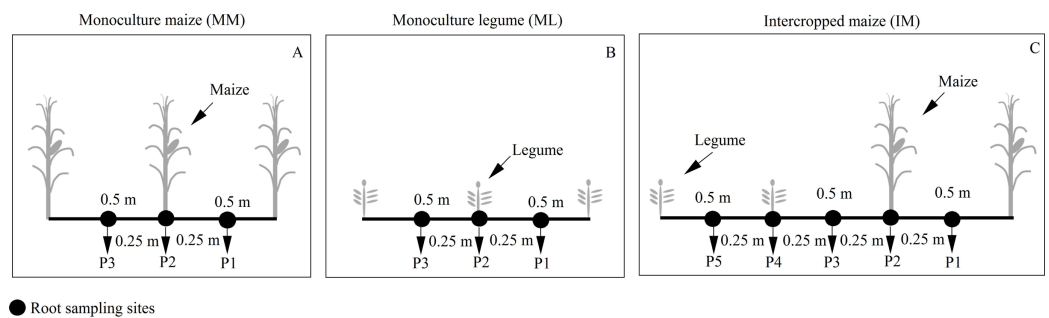 Monoculture maize (MM)
A
Maize
0.5 m
0.5 m
0.25 m
0.25 m
P3
P2
P1
Monoculture legume (ML)
B
Legume
0.5 m
0.5 m
0.25 m
0.25 m
P3
P2
P1
Intercropped maize (IM)
C
Maize
Legume
0.5 m
0.5 m
0.5 m
0.25 m
0.25 m
0.25 m
0.25 m
P5
P4
P3
P2
P1
Root sampling sites